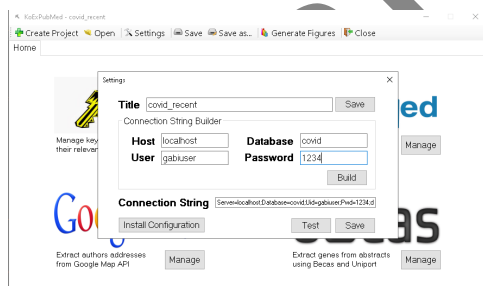 KoExPubMed - covid_recent
Create Project Open Settings Save Save as... Generate Figures Close
Home
Settings
Title covid_recent Save
Connection String Builder
Host localhost Database covid
User gabiuser Password 1234
Build
Connection String Server=localhost;Database=covid;Uid=gabiuser;Pwd=1234;d
Install Configuration Test Save
ed
Manage key
their relevan
Manage
Go
as
Extract authors addresses
from Google Map API
Manage
Extract genes from abstracts
using Becas and Uniport
Manage